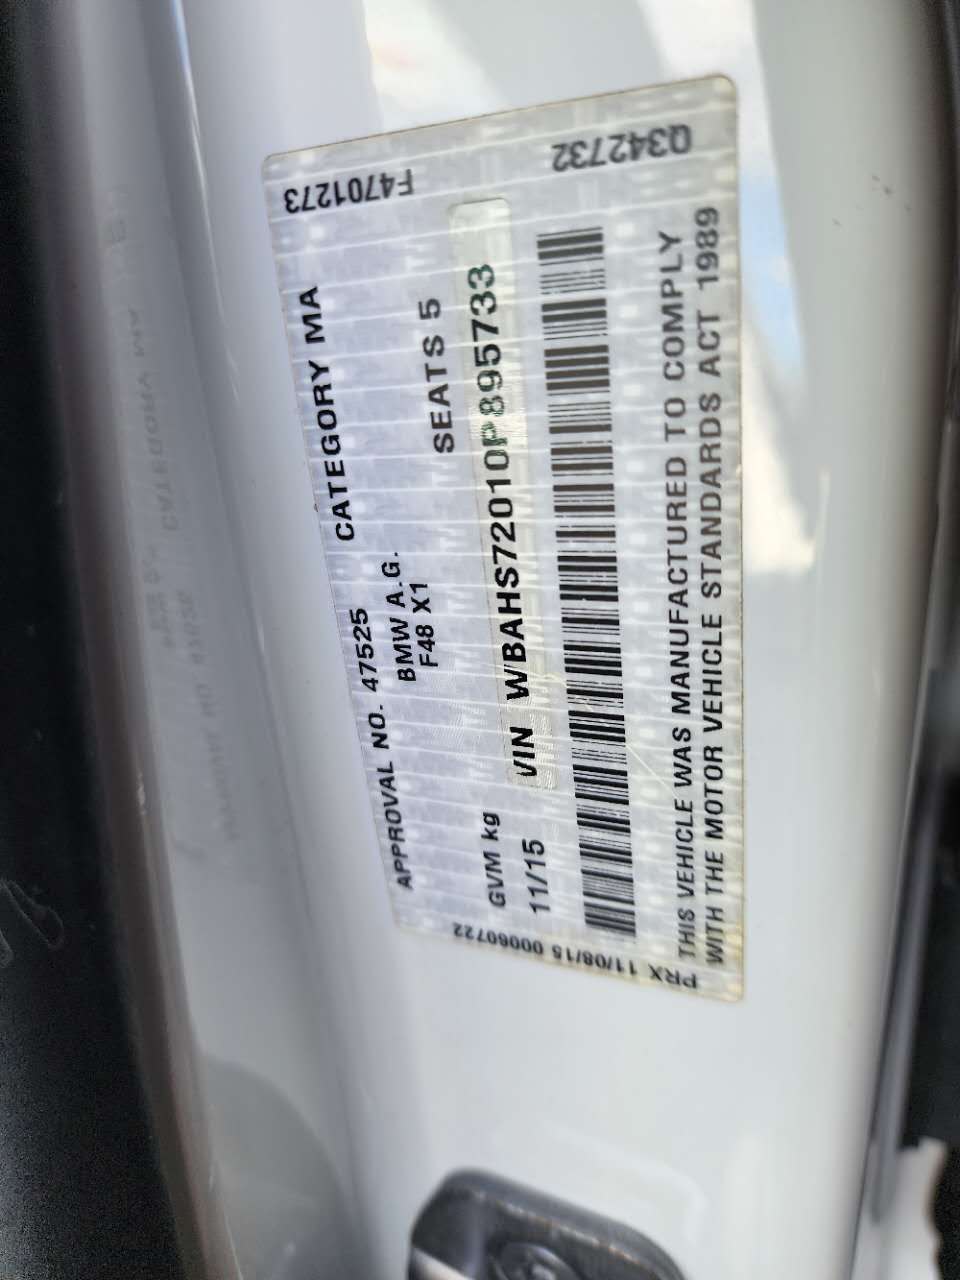 F4701273
Q342732
APPROVAL NO. 47525 CATEGORY MA
BMW A.G.
F48 X1 SEATS 5
GVM kg
11/15 VIN WBAHS72010P895733
THIS VEHICLE WAS MANUFACTURED TO COMPLY
WITH THE MOTOR VEHICLE STANDARDS ACT 1989
PRX 11/08/15 00060722